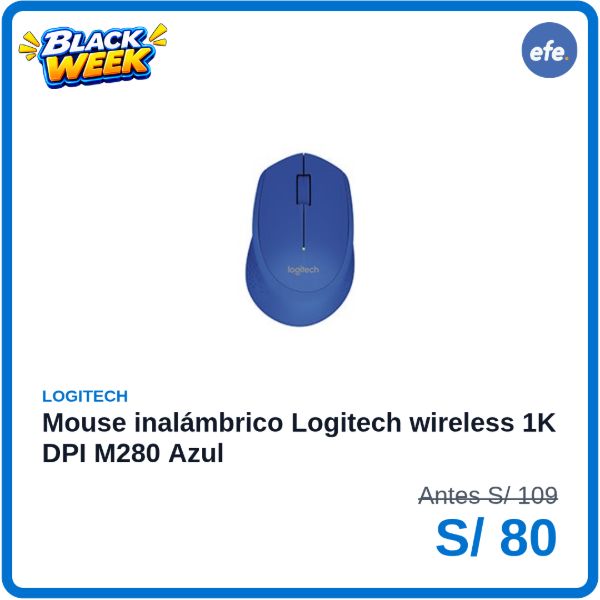 BLACK
WEEK
efe.
logitech
LOGITECH
Mouse inalámbrico Logitech wireless 1K
DPI M280 Azul
Antes S/ 109
S/ 80